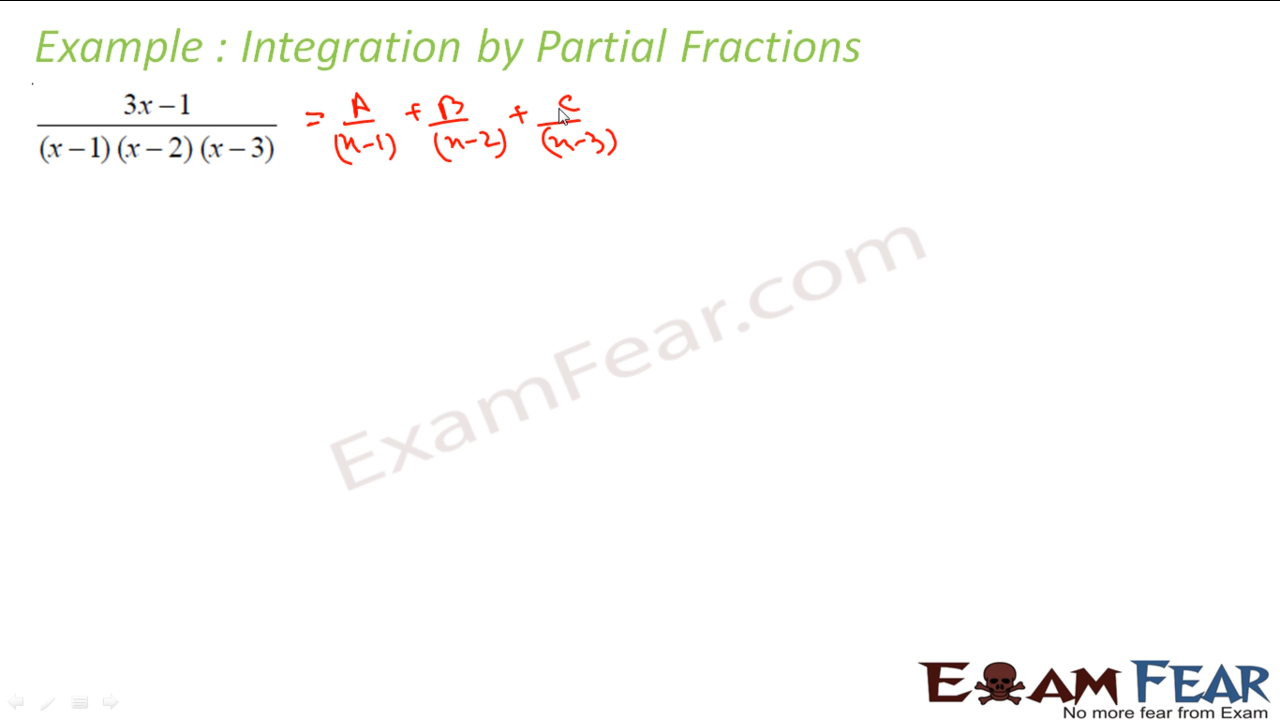 Example : Integration by Partial Fractions
3x − 1 / (x − 1) (x − 2) (x − 3) = A/(x-1) + B/(x-2) + C/(x-3)
ExamFear.com
EXAM FEAR
No more fear from Exam